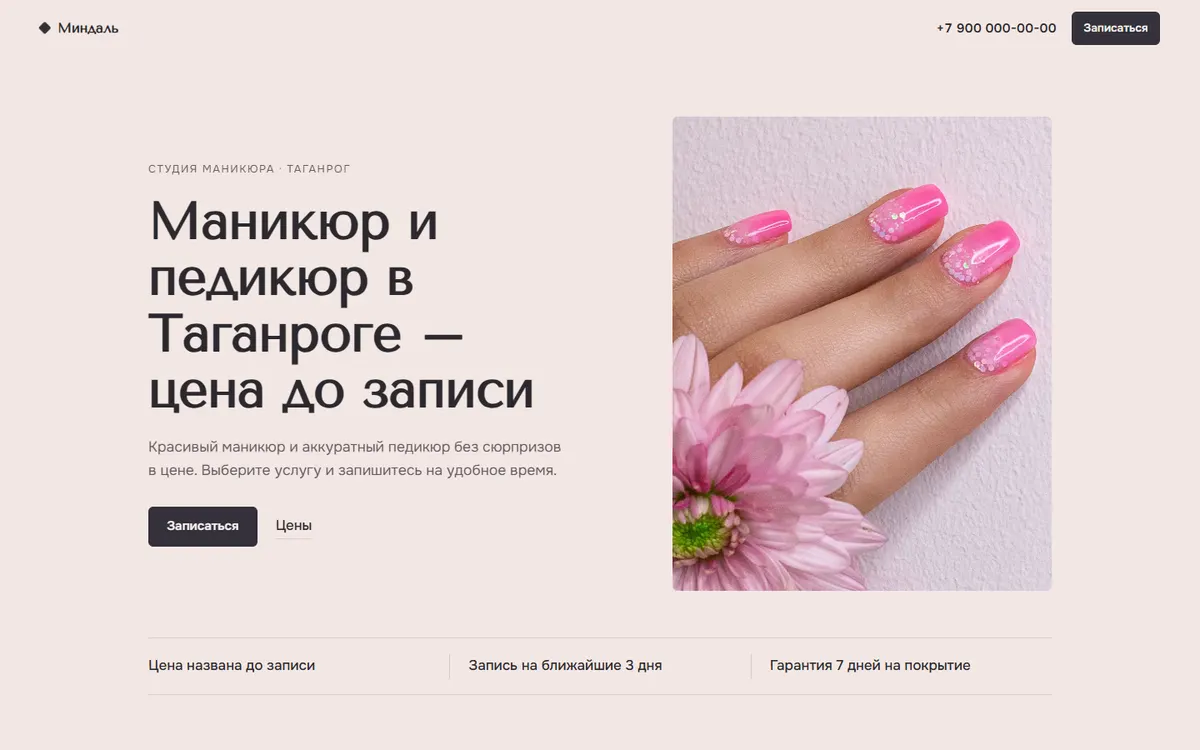 Миндаль
+7 900 000-00-00
Записаться
СТУДИЯ МАНИКЮРА · ТАГАНРОГ
Маникюр и
педикюр в
Таганроге —
цена до записи
Красивый маникюр и аккуратный педикюр без сюрпризов
в цене. Выберите услугу и запишитесь на удобное время.
Записаться
Цены
Цена названа до записи
Запись на ближайшие 3 дня
Гарантия 7 дней на покрытие